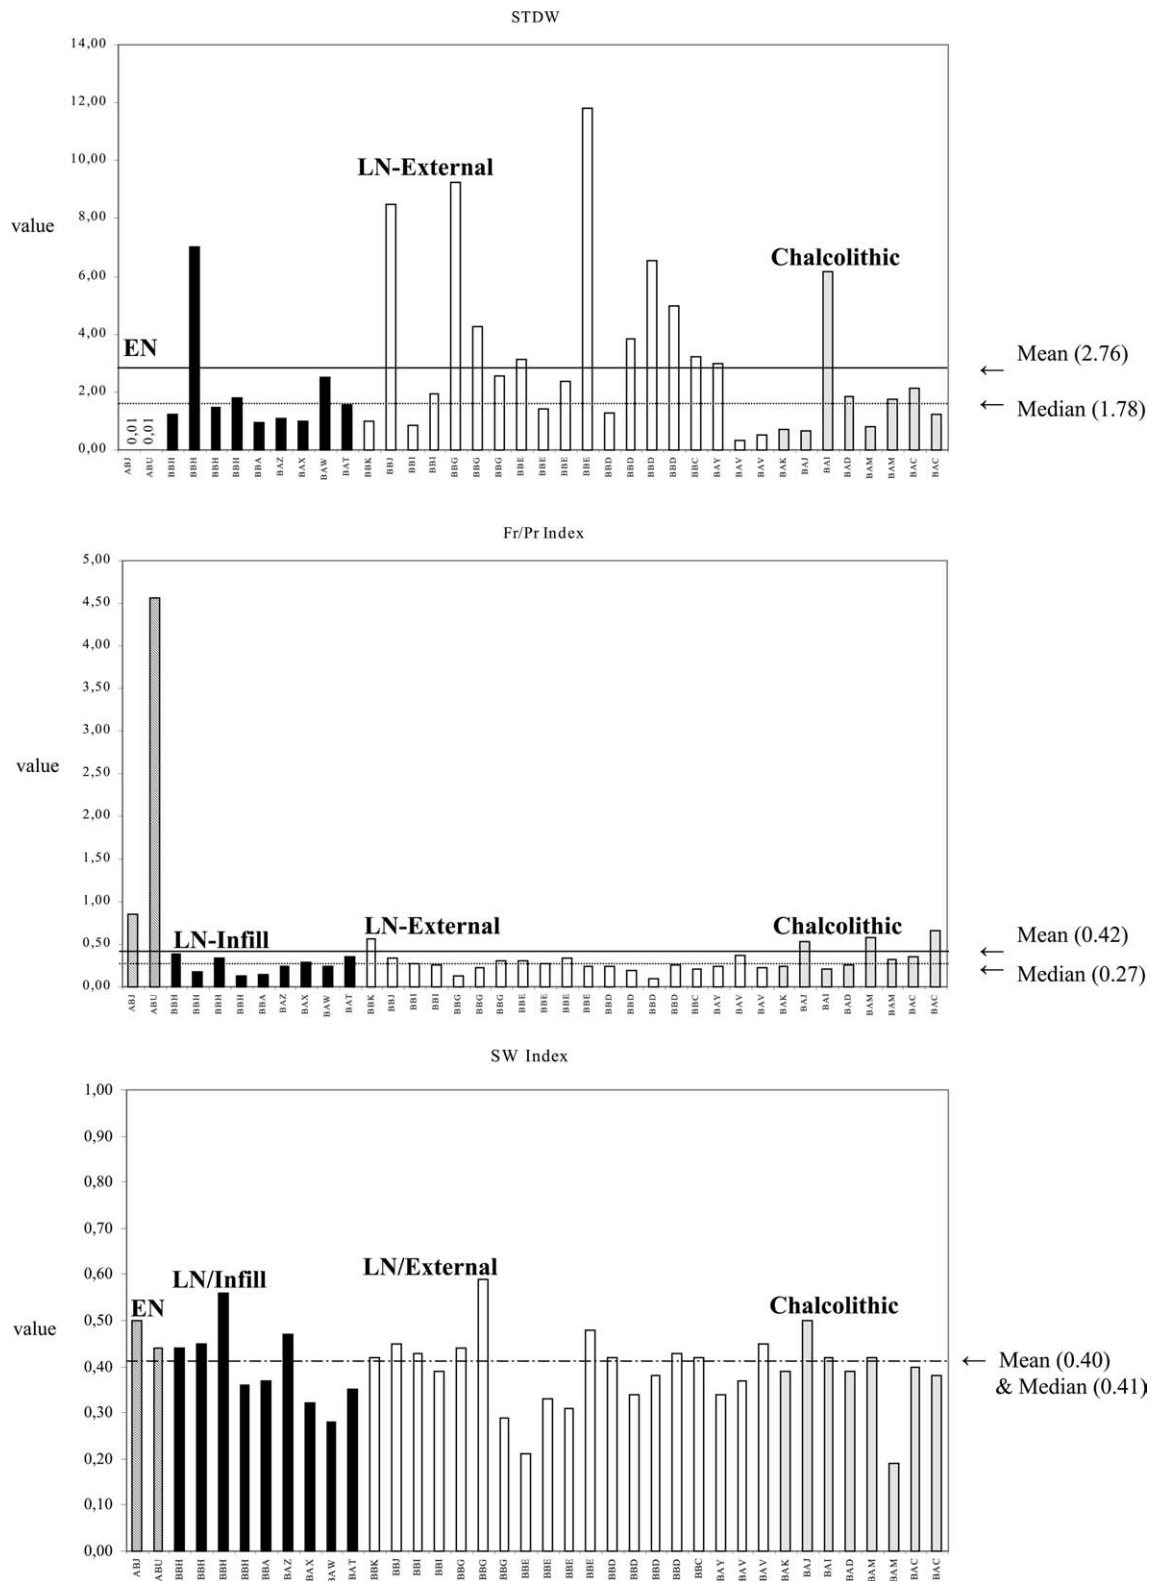 STDW
14,00
12,00
10,00
8,00
6,00
4,00
2,00
0,00
value
EN
LN-External
Chalcolithic
0,01 0,01
← Mean (2.76)
← Median (1.78)
ABJ ABU BBH BBH BBH BBH BBA BAZ BAX BAW BAT BBK BBJ BBI BBI BBG BBG BBG BBE BBE BBE BBE BBD BBD BBD BBD BBC BAY BAV BAV BAK BAJ BAI BAD BAM BAM BAC BAC
Fr/Pr Index
5,00
4,50
4,00
3,50
3,00
2,50
2,00
1,50
1,00
0,50
0,00
value
LN-Infill
LN-External
Chalcolithic
← Mean (0.42)
← Median (0.27)
ABJ ABU BBH BBH BBH BBH BBA BAZ BAX BAW BAT BBK BBJ BBI BBI BBG BBG BBG BBE BBE BBE BBE BBD BBD BBD BBD BBC BAY BAV BAV BAK BAJ BAI BAD BAM BAM BAC BAC
SW Index
1,00
0,90
0,80
0,70
0,60
0,50
0,40
0,30
0,20
0,10
0,00
value
EN
LN/Infill
LN/External
Chalcolithic
← Mean (0.40)
& Median (0.41)
ABJ ABU BBH BBH BBH BBH BBA BAZ BAX BAW BAT BBK BBJ BBI BBI BBG BBG BBG BBE BBE BBE BBE BBD BBD BBD BBD BBC BAY BAV BAV BAK BAJ BAI BAD BAM BAM BAC BAC